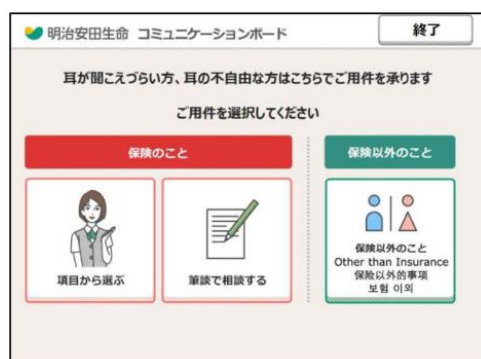 明治安田生命 コミュニケーションボード
終了
耳が聞こえづらい方、耳の不自由な方はこちらでご用件を承ります
ご用件を選択してください
保険のこと
保険以外のこと
項目から選ぶ
筆談で相談する
保険以外のこと
Other than Insurance
保险以外的事项
보험 이외